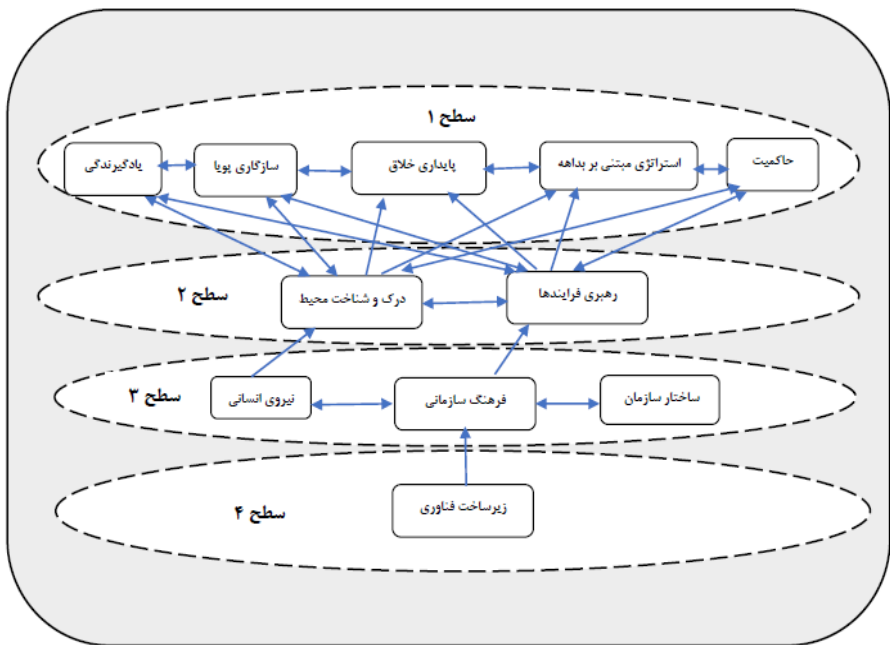 سطح ۱
حاکمیت
استراتژی مبتنی بر بداهه
پایداری خلاق
سازگاری پویا
یادگیرندگی
سطح ۲
رهبری فرایندها
درک و شناخت محیط
سطح ۳
ساختار سازمان
فرهنگ سازمانی
نیروی انسانی
سطح ۴
زیرساخت فناوری